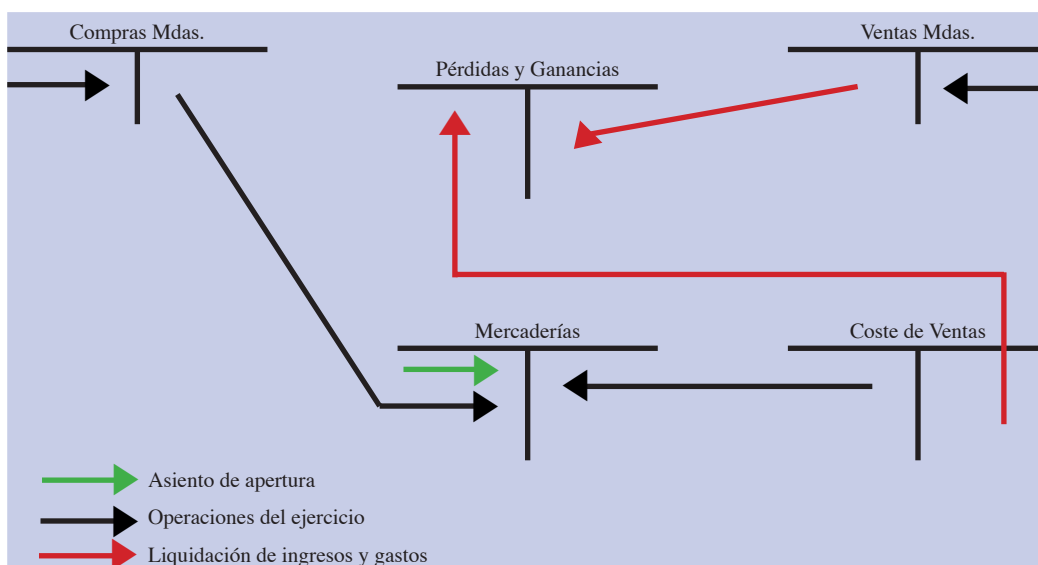 Compras Mdas.
Ventas Mdas.
Pérdidas y Ganancias
Mercaderías
Coste de Ventas
Asiento de apertura
Operaciones del ejercicio
Liquidación de ingresos y gastos